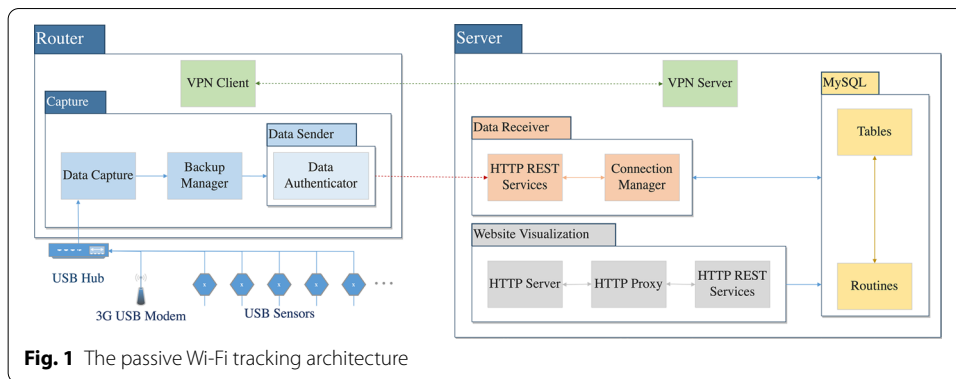 Router
VPN Client
Capture
Data Capture
Backup
Manager
Data Sender
Data
Authenticator
USB Hub
3G USB Modem
USB Sensors
Server
VPN Server
Data Receiver
HTTP REST
Services
Connection
Manager
Website Visualization
HTTP Server
HTTP Proxy
HTTP REST
Services
MySQL
Tables
Routines
Fig. 1 The passive Wi-Fi tracking architecture